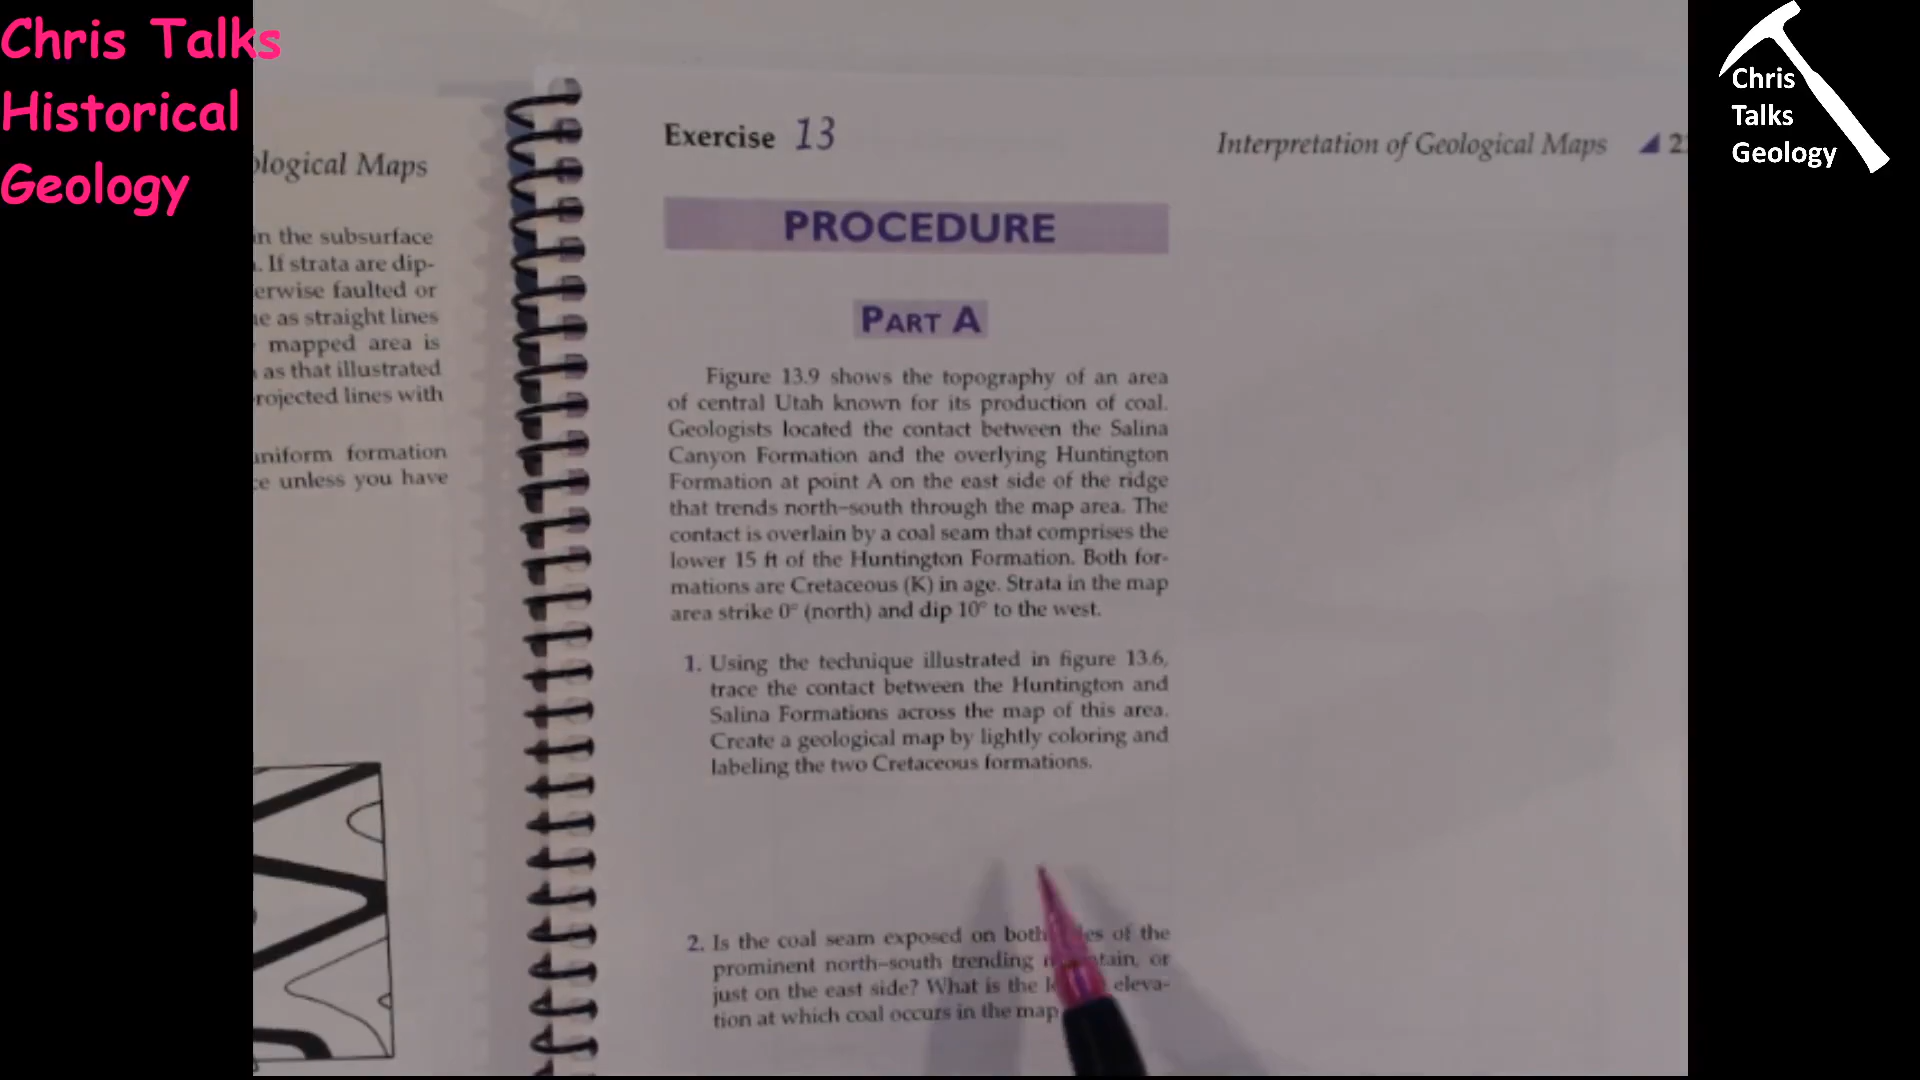 Chris Talks
Historical
Geology
Chris
Talks
Geology
ological Maps
n the subsurface
. If strata are dip-
erwise faulted or
e as straight lines
mapped area is
as that illustrated
rojected lines with
uniform formation
e unless you have
Exercise 13
Interpretation of Geological Maps
PROCEDURE
PART A
Figure 13.9 shows the topography of an area
of central Utah known for its production of coal.
Geologists located the contact between the Salina
Canyon Formation and the overlying Huntington
Formation at point A on the east side of the ridge
that trends north–south through the map area. The
contact is overlain by a coal seam that comprises the
lower 15 ft of the Huntington Formation. Both for-
mations are Cretaceous (K) in age. Strata in the map
area strike 0° (north) and dip 10° to the west.
1. Using the technique illustrated in figure 13.6,
trace the contact between the Huntington and
Salina Formations across the map of this area.
Create a geological map by lightly coloring and
labeling the two Cretaceous formations.
2. Is the coal seam exposed on both of the
prominent north–south trending or
just on the east side? What is the eleva-
tion at which coal occurs in the map